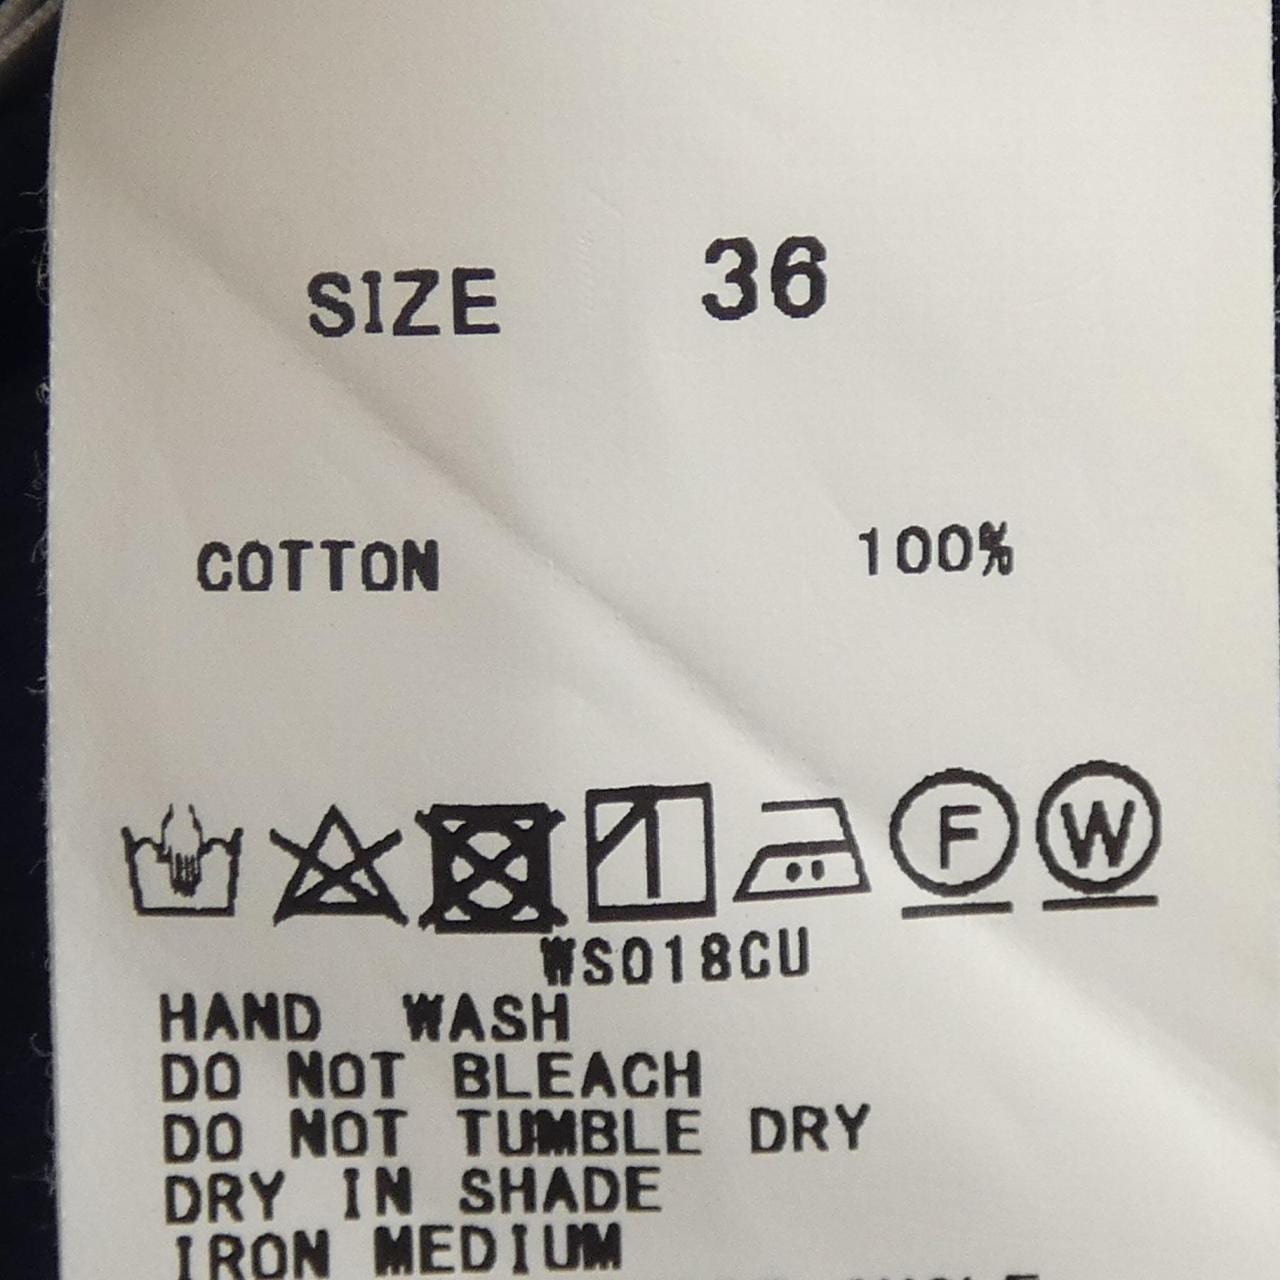 SIZE 36
COTTON 100%
F W
WS018CU
HAND WASH
DO NOT BLEACH
DO NOT TUMBLE DRY
DRY IN SHADE
IRON MEDIUM